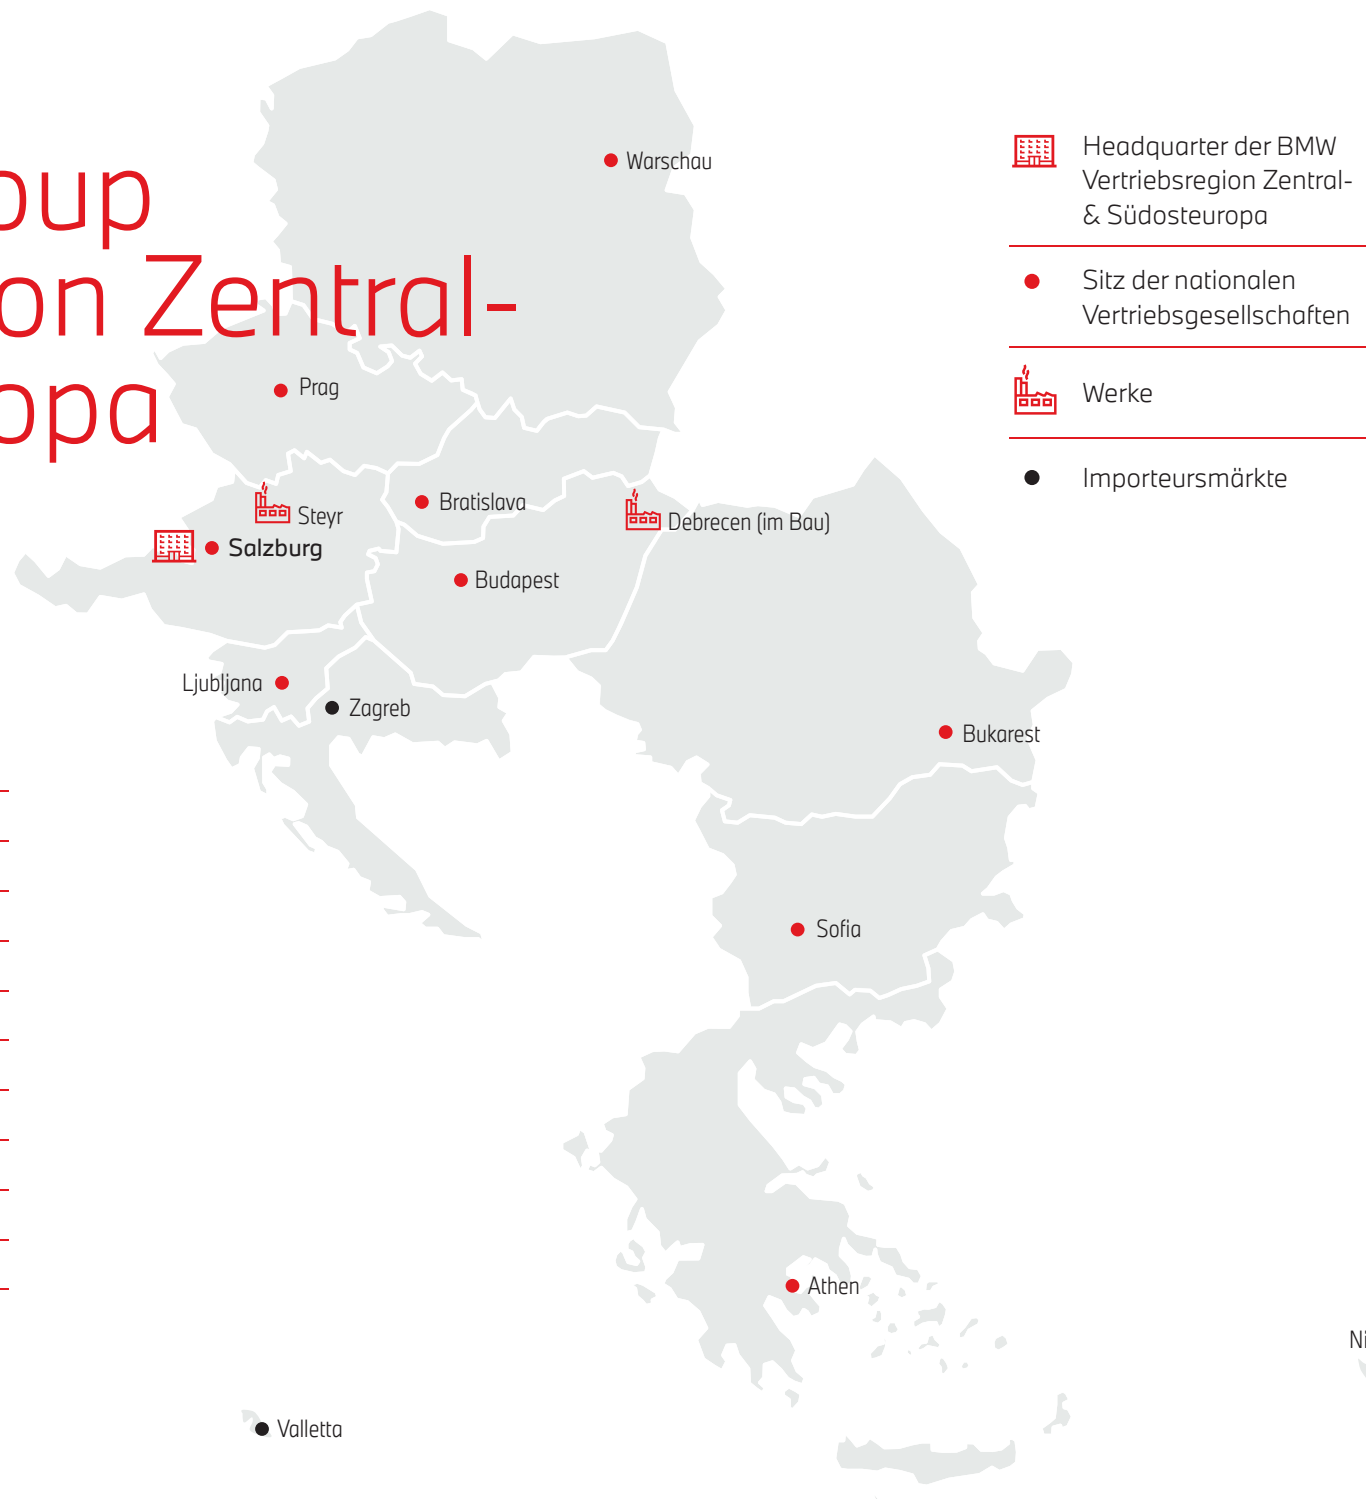 oup
on Zentral-
opa
Headquarter der BMW
Vertriebsregion Zentral-
& Südosteuropa
Sitz der nationalen
Vertriebsgesellschaften
Werke
Importeursmärkte
Warschau
Prag
Bratislava
Steyr
Debrecen (im Bau)
Salzburg
Budapest
Ljubljana
Zagreb
Bukarest
Sofia
Athen
Ni
Valletta